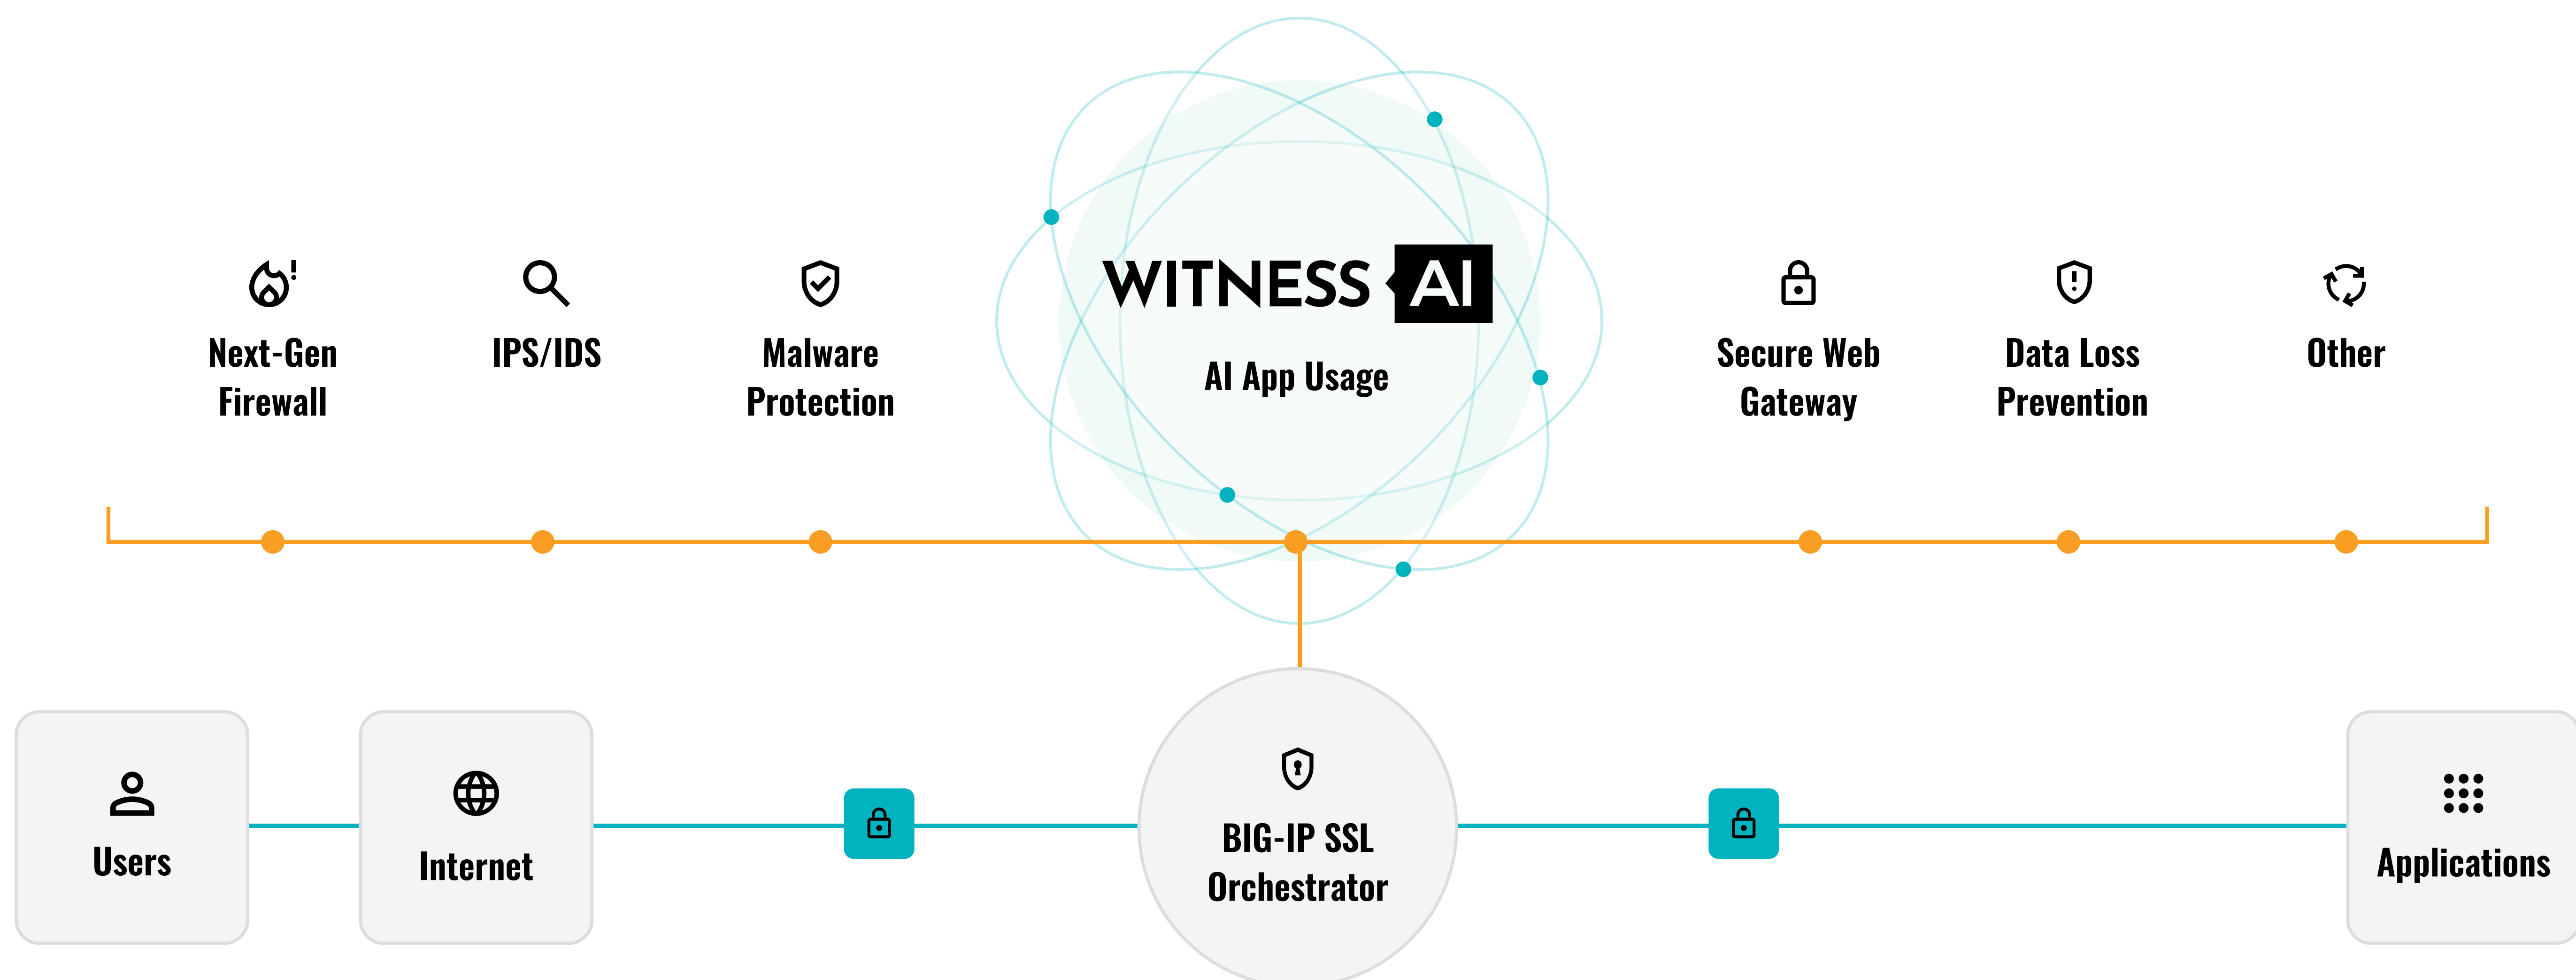 WITNESS AI
AI App Usage
Next-Gen
Firewall
IPS/IDS
Malware
Protection
Secure Web
Gateway
Data Loss
Prevention
Other
Users
Internet
BIG-IP SSL
Orchestrator
Applications